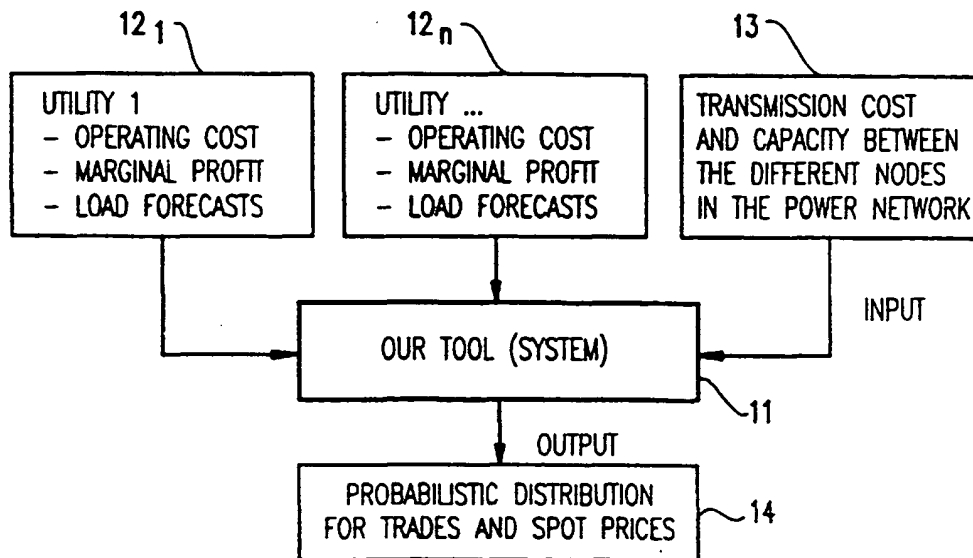 12 1
UTILITY 1
- OPERATING COST
- MARGINAL PROFIT
- LOAD FORECASTS
12 n
UTILITY ...
- OPERATING COST
- MARGINAL PROFIT
- LOAD FORECASTS
13
TRANSMISSION COST
AND CAPACITY BETWEEN
THE DIFFERENT NODES
IN THE POWER NETWORK
INPUT
OUR TOOL (SYSTEM)
11
OUTPUT
PROBABILISTIC DISTRIBUTION
FOR TRADES AND SPOT PRICES
14